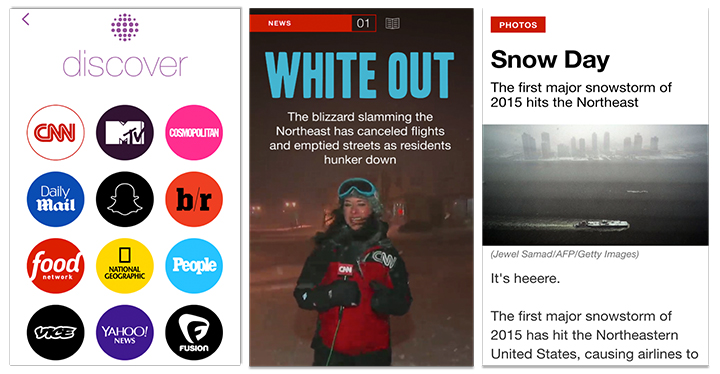 discover
CNN
MTV
COSMOPOLITAN
Daily
Mail
b/r
food
network
NATIONAL
GEOGRAPHIC
People
VICE
YAHOO!
NEWS
FUSION
NEWS
01
WHITE OUT
The blizzard slamming the
Northeast has canceled flights
and emptied streets as residents
hunker down
CNN
CNN
PHOTOS
Snow Day
The first major snowstorm of
2015 hits the Northeast
(Jewel Samad/AFP/Getty Images)
It's heeere.
The first major snowstorm of
2015 has hit the Northeastern
United States, causing airlines to